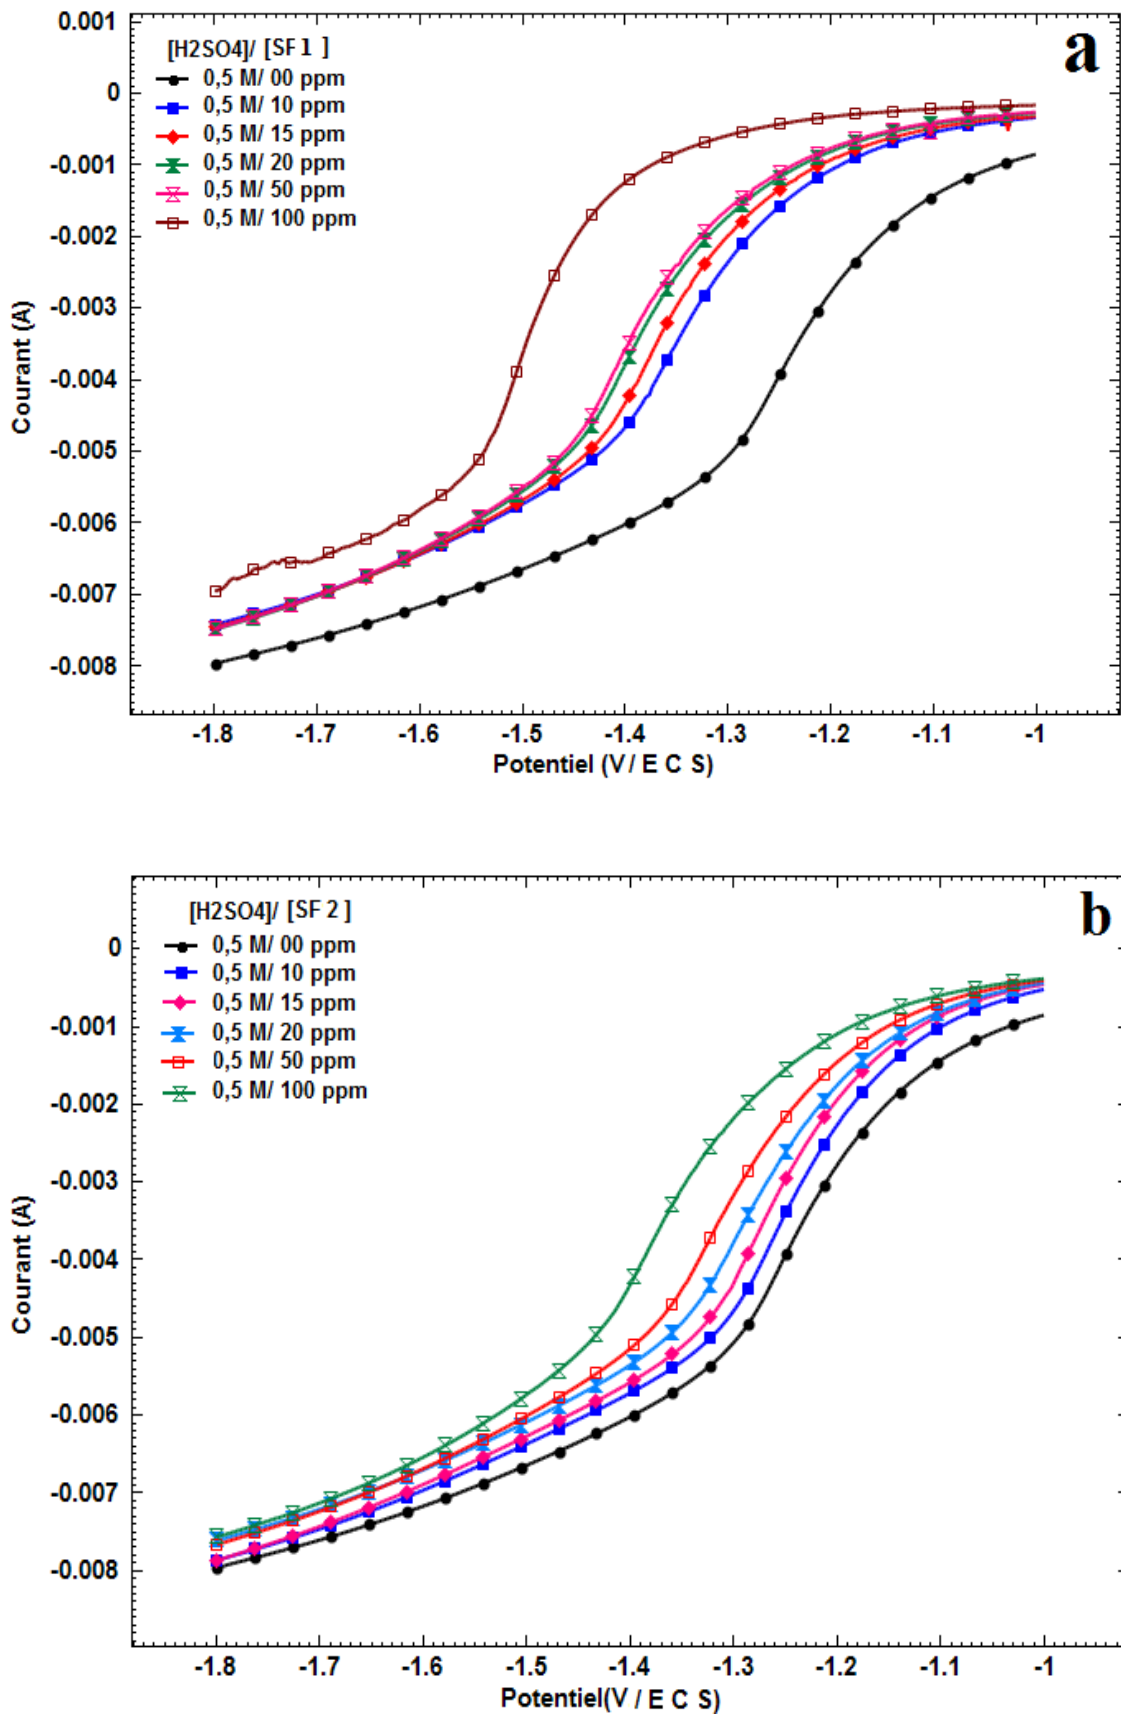 a
[H2SO4]/ [SF 1 ]
0,5 M/ 00 ppm
0,5 M/ 10 ppm
0,5 M/ 15 ppm
0,5 M/ 20 ppm
0,5 M/ 50 ppm
0,5 M/ 100 ppm
0.001
0
-0.001
-0.002
-0.003
-0.004
-0.005
-0.006
-0.007
-0.008
Courant (A)
-1.8 -1.7 -1.6 -1.5 -1.4 -1.3 -1.2 -1.1 -1
Potentiel (V/ E C S)
b
[H2SO4]/ [SF 2 ]
0,5 M/ 00 ppm
0,5 M/ 10 ppm
0,5 M/ 15 ppm
0,5 M/ 20 ppm
0,5 M/ 50 ppm
0,5 M/ 100 ppm
0
-0.001
-0.002
-0.003
-0.004
-0.005
-0.006
-0.007
-0.008
Courant (A)
-1.8 -1.7 -1.6 -1.5 -1.4 -1.3 -1.2 -1.1 -1
Potentiel(V / E C S)